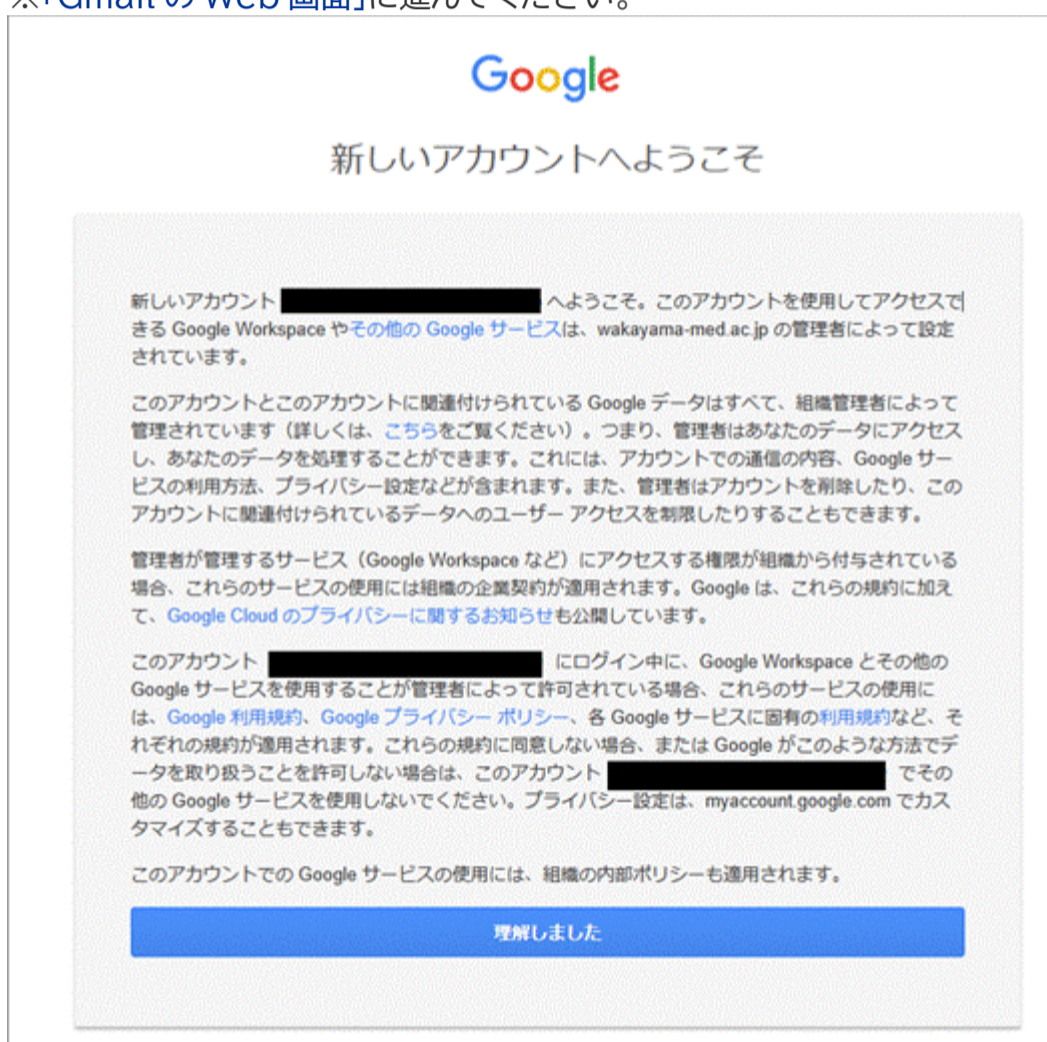 ※「Gmail の Web 画面」に進んでください。
Google
新しいアカウントへようこそ
新しいアカウント へようこそ。このアカウントを使用してアクセスで
きる Google Workspace やその他の Google サービスは、wakayama-med.ac.jp の管理者によって設定
されています。
このアカウントとこのアカウントに関連付けられている Google データはすべて、組織管理者によって
管理されています（詳しくは、こちらをご覧ください）。つまり、管理者はあなたのデータにアクセス
し、あなたのデータを処理することができます。これには、アカウントでの通信の内容、Google サー
ビスの利用方法、プライバシー設定などが含まれます。また、管理者はアカウントを削除したり、この
アカウントに関連付けられているデータへのユーザー アクセスを制限したりすることもできます。
管理者が管理するサービス（Google Workspace など）にアクセスする権限が組織から付与されている
場合、これらのサービスの使用には組織の企業契約が適用されます。Google は、これらの規約に加え
て、Google Cloud のプライバシーに関するお知らせも公開しています。
このアカウント にログイン中に、Google Workspace とその他の
Google サービスを使用することが管理者によって許可されている場合、これらのサービスの使用に
は、Google 利用規約、Google プライバシー ポリシー、各 Google サービスに固有の利用規約など、そ
れぞれの規約が適用されます。これらの規約に同意しない場合、または Google がこのような方法でデ
ータを取り扱うことを許可しない場合は、このアカウント でその
他の Google サービスを使用しないでください。プライバシー設定は、myaccount.google.com でカス
タマイズすることもできます。
このアカウントでの Google サービスの使用には、組織の内部ポリシーも適用されます。
理解しました